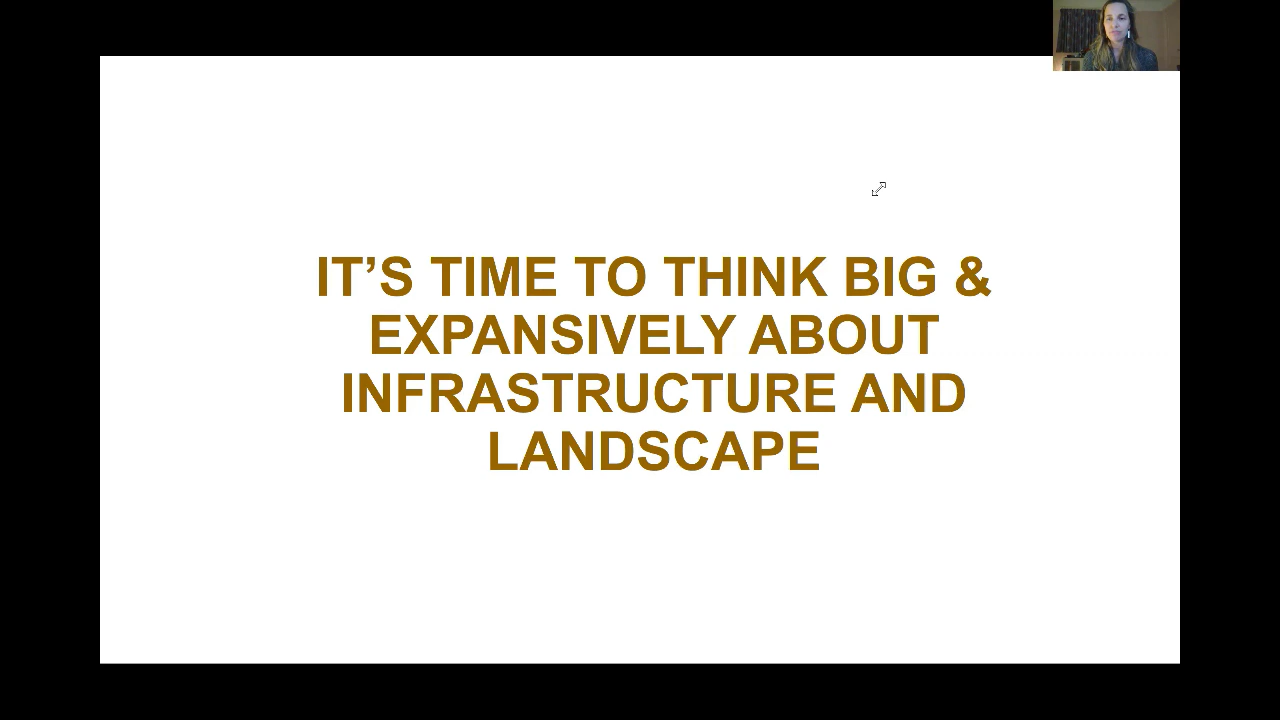 IT’S TIME TO THINK BIG &
EXPANSIVELY ABOUT
INFRASTRUCTURE AND
LANDSCAPE